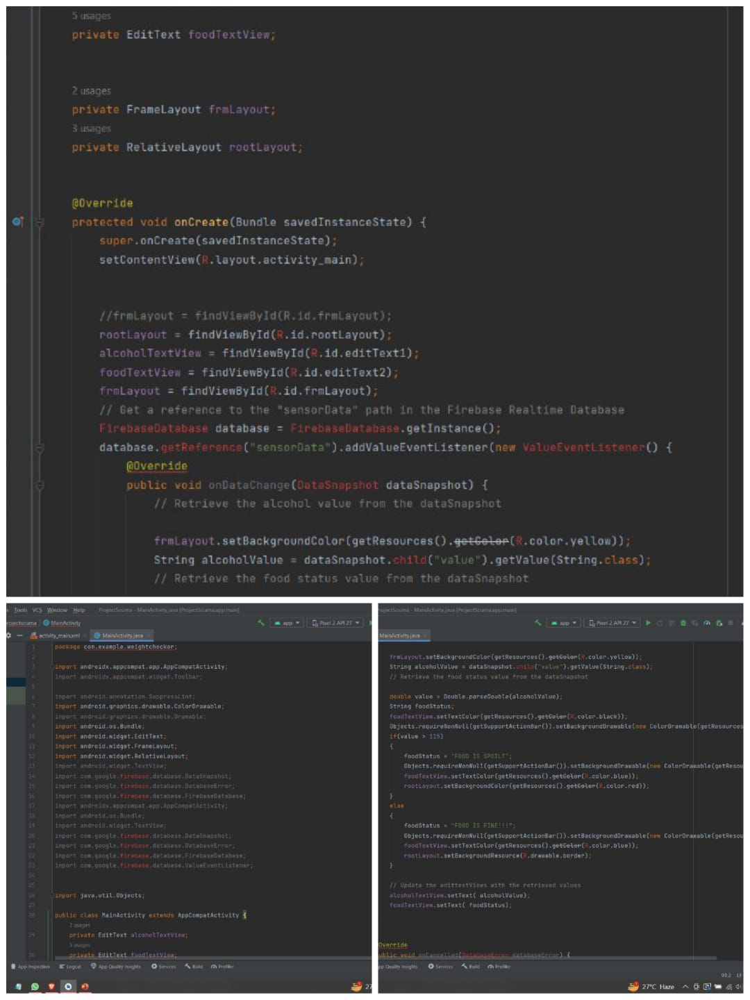 5 usages
private EditText foodTextView;
2 usages
private FrameLayout frmLayout;
3 usages
private RelativeLayout rootLayout;
@Override
protected void onCreate(Bundle savedInstanceState) {
super.onCreate(savedInstanceState);
setContentView(R.layout.activity_main);
//frmLayout = findViewById(R.id.frmLayout);
rootLayout = findViewById(R.id.rootLayout);
alcoholTextView = findViewById(R.id.editText1);
foodTextView = findViewById(R.id.editText2);
frmLayout = findViewById(R.id.frmLayout);
// Get a reference to the "sensorData" path in the Firebase Realtime Database
FirebaseDatabase database = FirebaseDatabase.getInstance();
database.getReference("sensorData").addValueEventListener(new ValueEventListener() {
@Override
public void onDataChange(DataSnapshot dataSnapshot) {
// Retrieve the alcohol value from the dataSnapshot
frmLayout.setBackgroundColor(getResources().getColor(R.color.yellow));
String alcoholValue = dataSnapshot.child("value").getValue(String.class);
// Retrieve the food status value from the dataSnapshot
Tools VCS Window Help ProjectSouma - MainActivity.java [ProjectSouma.app.main]
rojectsouma MainActivity app Pixel 2 API 27
activity_main.xml MainActivity.java
1 package com.example.weightchecker;
2
3 import androidx.appcompat.app.AppCompatActivity;
4 import androidx.appcompat.widget.Toolbar;
5
6 import android.annotation.SuppressLint;
7 import android.graphics.drawable.ColorDrawable;
8 import android.graphics.drawable.Drawable;
9 import android.os.Bundle;
10 import android.widget.EditText;
11 import android.widget.FrameLayout;
12 import android.widget.RelativeLayout;
13 import android.widget.TextView;
14 import com.google.firebase.database.DataSnapshot;
15 import com.google.firebase.database.DatabaseError;
16 import com.google.firebase.database.FirebaseDatabase;
17 import androidx.appcompat.app.AppCompatActivity;
18 import android.os.Bundle;
19 import android.widget.TextView;
20 import com.google.firebase.database.DataSnapshot;
21 import com.google.firebase.database.DatabaseError;
22 import com.google.firebase.database.FirebaseDatabase;
23 import com.google.firebase.database.ValueEventListener;
24
25
26 import java.util.Objects;
27
28 public class MainActivity extends AppCompatActivity {
2 usages
29 private EditText alcoholTextView;
5 usages
30 private EditText foodTextView;
App Inspection Logcat App Quality Insights Services Build Profiler
27
rojectSouma - MainActivity.java [ProjectSouma.app.main]
app Pixel 2 API 27
MainActivity.java
frmLayout.setBackgroundColor(getResources().getColor(R.color.yellow));
String alcoholValue = dataSnapshot.child("value").getValue(String.class);
// Retrieve the food status value from the dataSnapshot
double value = Double.parseDouble(alcoholValue);
String foodStatus;
foodTextView.setTextColor(getResources().getColor(R.color.black));
Objects.requireNonNull(getSupportActionBar()).setBackgroundDrawable(new ColorDrawable(getResources
if(value > 115)
{
foodStatus = "FOOD IS SPOILT";
Objects.requireNonNull(getSupportActionBar()).setBackgroundDrawable(new ColorDrawable(getResou
foodTextView.setTextColor(getResources().getColor(R.color.blue));
rootLayout.setBackgroundColor(getResources().getColor(R.color.red));
}
else
{
foodStatus = "FOOD IS FINE!!!";
Objects.requireNonNull(getSupportActionBar()).setBackgroundDrawable(new ColorDrawable(getResou
foodTextView.setTextColor(getResources().getColor(R.color.blue));
rootLayout.setBackgroundResource(R.drawable.border);
}
// Update the edittextViews with the retrieved values
alcoholTextView.setText( alcoholValue);
foodTextView.setText( foodStatus);
Override
ublic void onCancelled(DatabaseError databaseError) {
pp Quality Insights Services Build Profiler
91:2 LF
27°C Haze